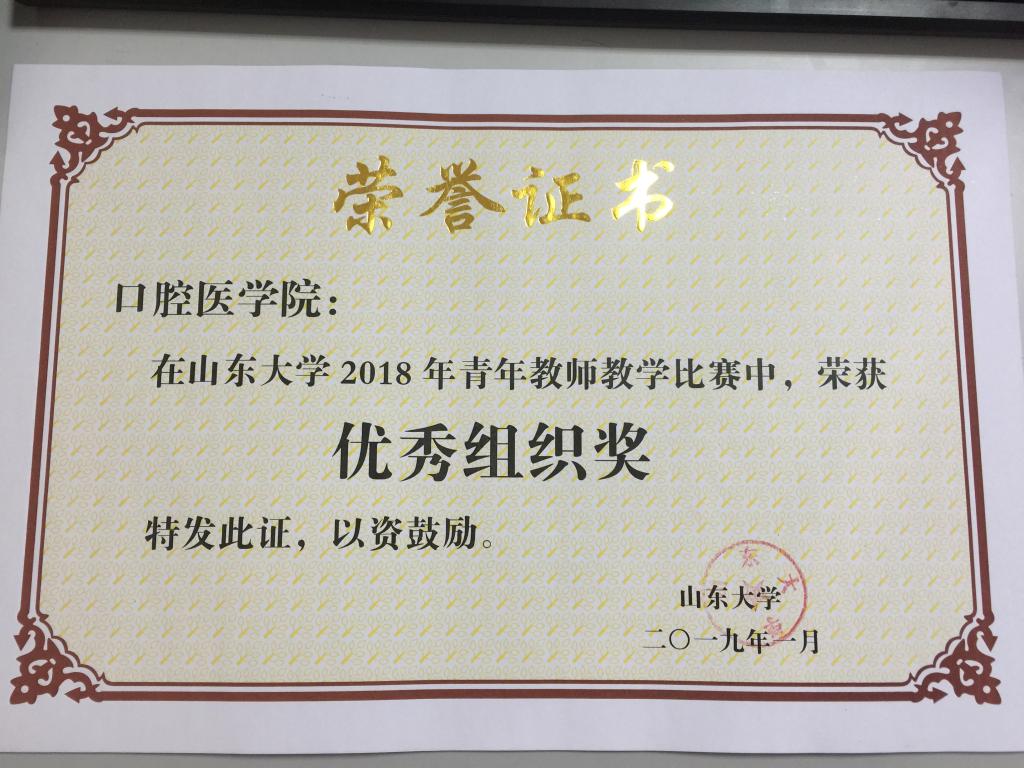 荣誉证书
口腔医学院：
在山东大学2018年青年教师教学比赛中，荣获
优秀组织奖
特发此证，以资鼓励。
山东大学
二〇一九年一月